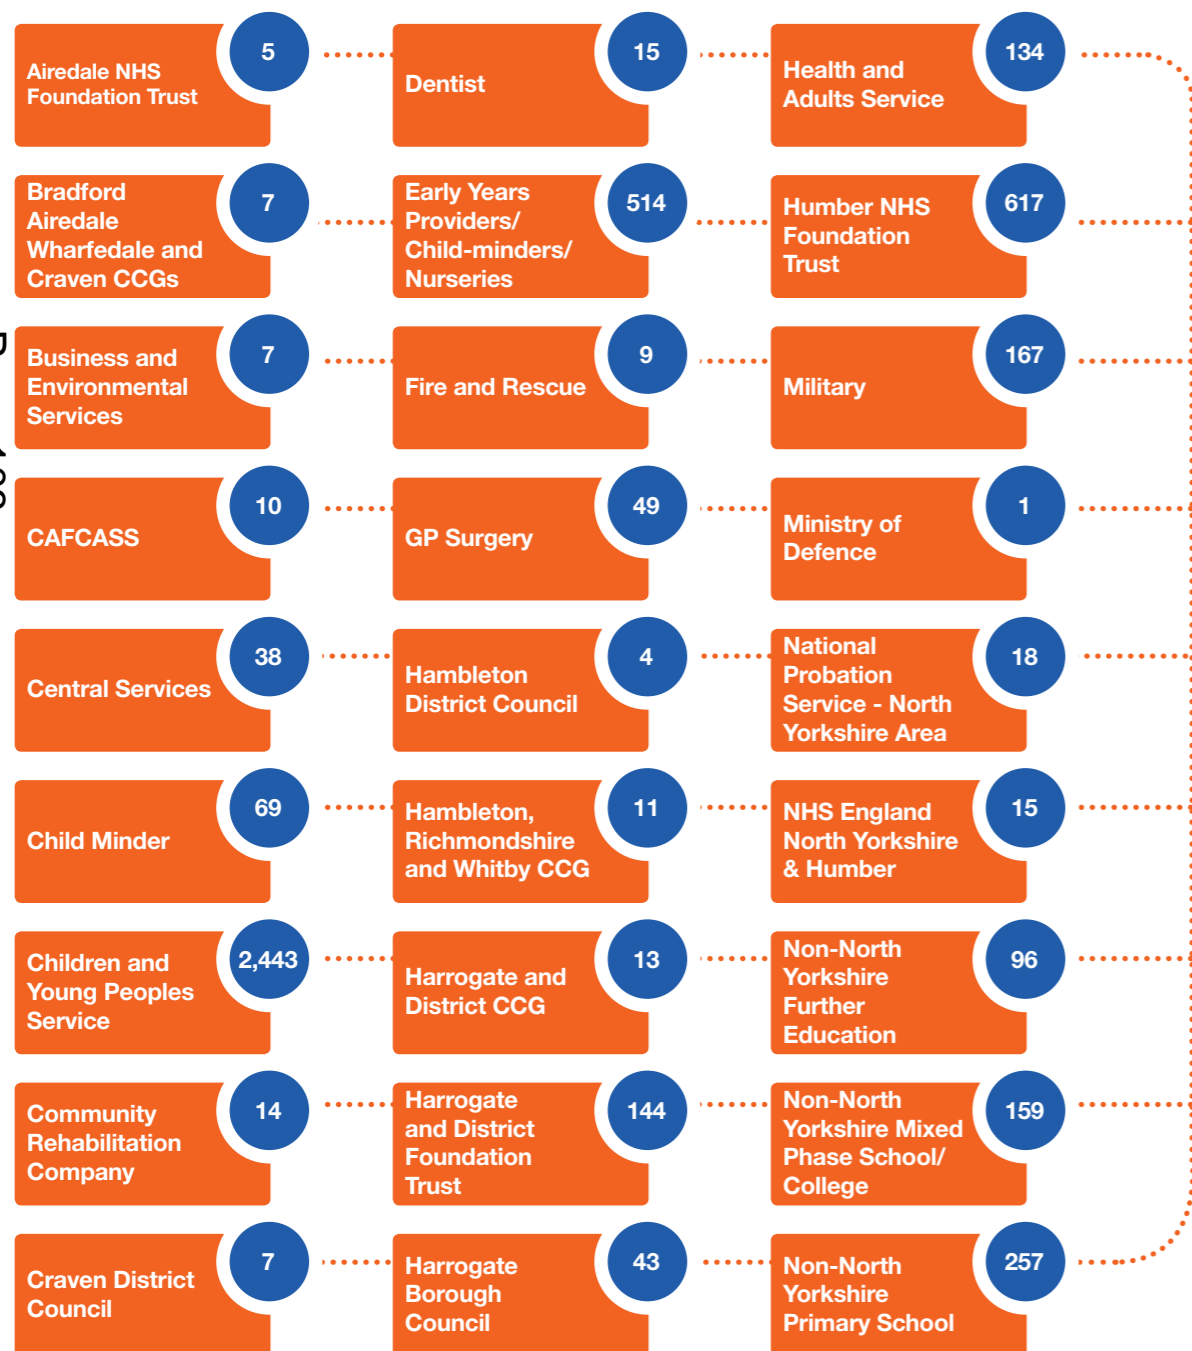 Airedale NHS
Foundation Trust
5
Dentist
15
Health and
Adults Service
134
Bradford
Airedale
Wharfedale and
Craven CCGs
7
Early Years
Providers/
Child-minders/
Nurseries
514
Humber NHS
Foundation
Trust
617
Business and
Environmental
Services
7
Fire and Rescue
9
Military
167
CAFCASS
10
GP Surgery
49
Ministry of
Defence
1
Central Services
38
Hambleton
District Council
4
National
Probation
Service - North
Yorkshire Area
18
Child Minder
69
Hambleton,
Richmondshire
and Whitby CCG
11
NHS England
North Yorkshire
& Humber
15
Children and
Young Peoples
Service
2,443
Harrogate and
District CCG
13
Non-North
Yorkshire
Further
Education
96
Community
Rehabilitation
Company
14
Harrogate
and District
Foundation
Trust
144
Non-North
Yorkshire Mixed
Phase School/
College
159
Craven District
Council
7
Harrogate
Borough
Council
43
Non-North
Yorkshire
Primary School
257